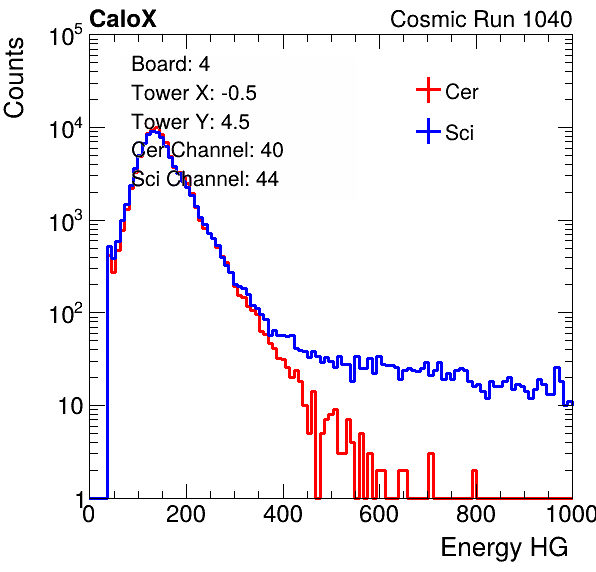 CaloX
Cosmic Run 1040
Counts
Board: 4
Tower X: -0.5
Tower Y: 4.5
Cer Channel: 40
Sci Channel: 44
Cer
Sci
10^5
10^4
10^3
10^2
10
1
0 200 400 600 800 1000
Energy HG